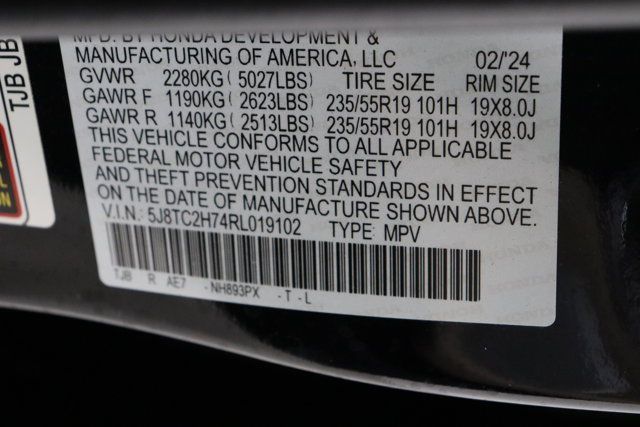 MFD. BY HONDA DEVELOPMENT &
MANUFACTURING OF AMERICA, LLC 02/'24
GVWR 2280KG ( 5027LBS) TIRE SIZE RIM SIZE
GAWR F 1190KG ( 2623LBS) 235/55R19 101H 19X8.0J
GAWR R 1140KG ( 2513LBS) 235/55R19 101H 19X8.0J
THIS VEHICLE CONFORMS TO ALL APPLICABLE
FEDERAL MOTOR VEHICLE SAFETY
AND THEFT PREVENTION STANDARDS IN EFFECT
ON THE DATE OF MANUFACTURE SHOWN ABOVE.
V.I.N.: 5J8TC2H74RL019102 TYPE: MPV
TJB R AE7 -NH893PX -T-L
TJB JB